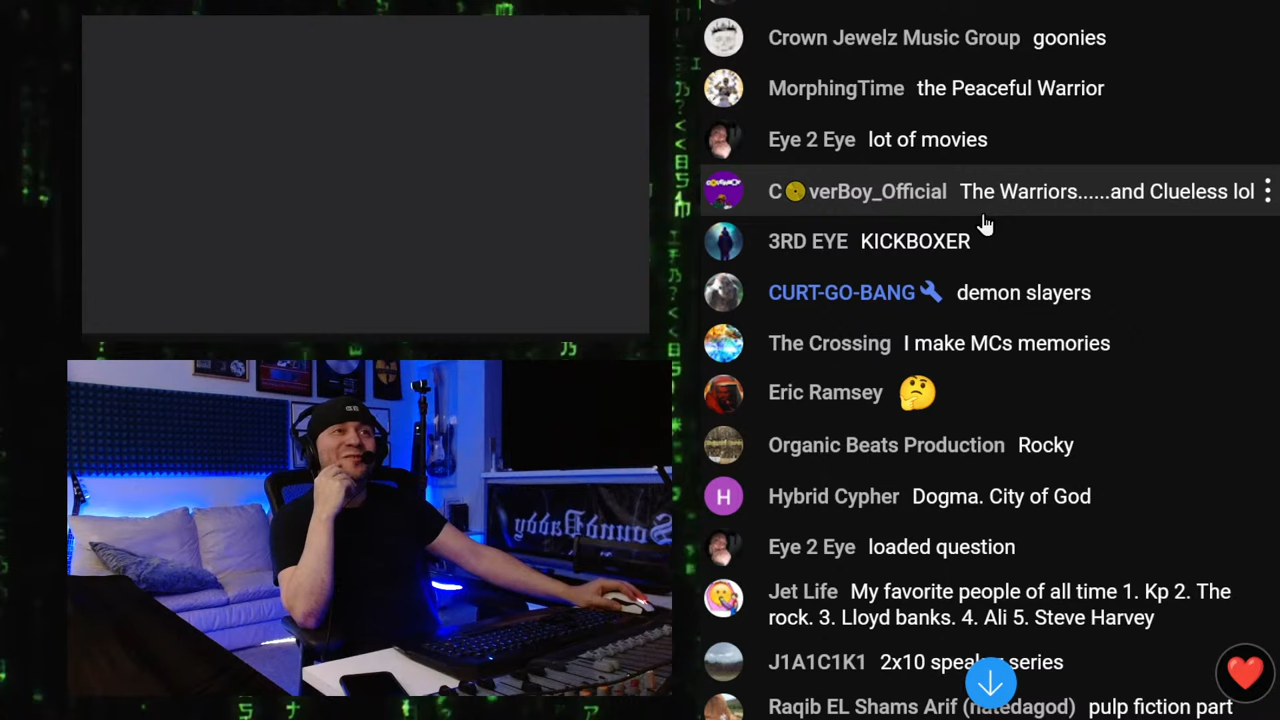 Crown Jewelz Music Group goonies
MorphingTime the Peaceful Warrior
Eye 2 Eye lot of movies
C verBoy_Official The Warriors......and Clueless lol
3RD EYE KICKBOXER
CURT-GO-BANG demon slayers
The Crossing I make MCs memories
Eric Ramsey 🤔
Organic Beats Production Rocky
Hybrid Cypher Dogma. City of God
H
Eye 2 Eye loaded question
Jet Life My favorite people of all time 1. Kp 2. The
rock. 3. Lloyd banks. 4. Ali 5. Steve Harvey
J1A1C1K1 2x10 speaker series
Raqib EL Shams Arif (hatedagod) pulp fiction part
SoundDaddy